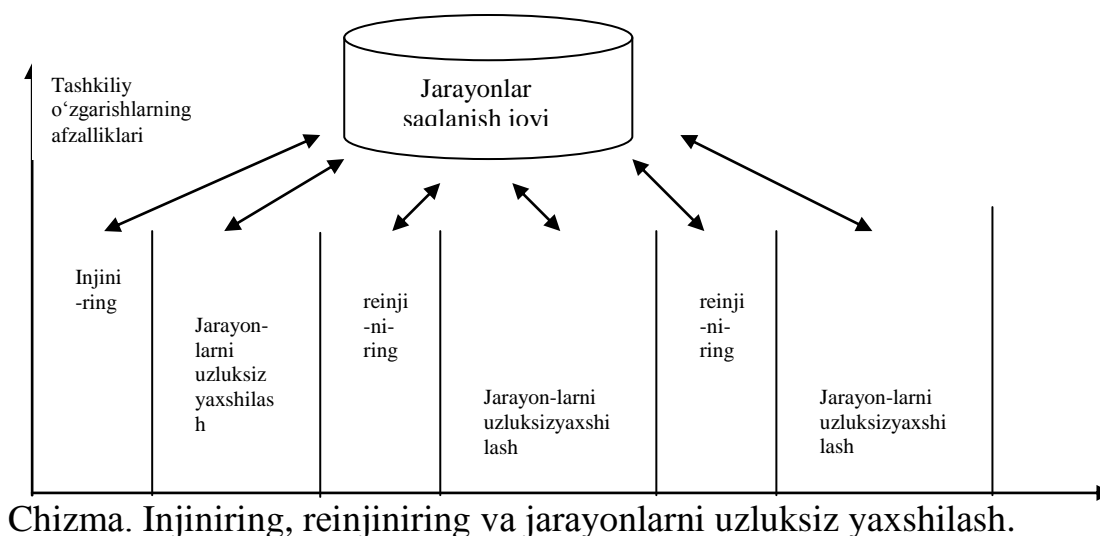 Tashkiliy
o‘zgarishlarning
afzalliklari
Jarayonlar
saqlanish joyi
Injini
-ring
Jarayon-
larni
uzluksiz
yaxshilas
h
reinji
-ni-
ring
Jarayon-larni
uzluksizyaxshi
lash
reinji
-ni-
ring
Jarayon-larni
uzluksizyaxshi
lash
Chizma. Injiniring, reinjiniring va jarayonlarni uzluksiz yaxshilash.